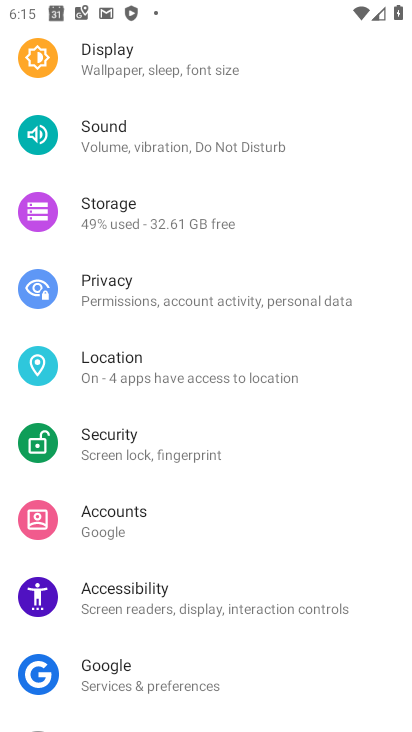 6:15
31
Display
Wallpaper, sleep, font size
Sound
Volume, vibration, Do Not Disturb
Storage
49% used - 32.61 GB free
Privacy
Permissions, account activity, personal data
Location
On - 4 apps have access to location
Security
Screen lock, fingerprint
Accounts
Google
Accessibility
Screen readers, display, interaction controls
Google
Services & preferences